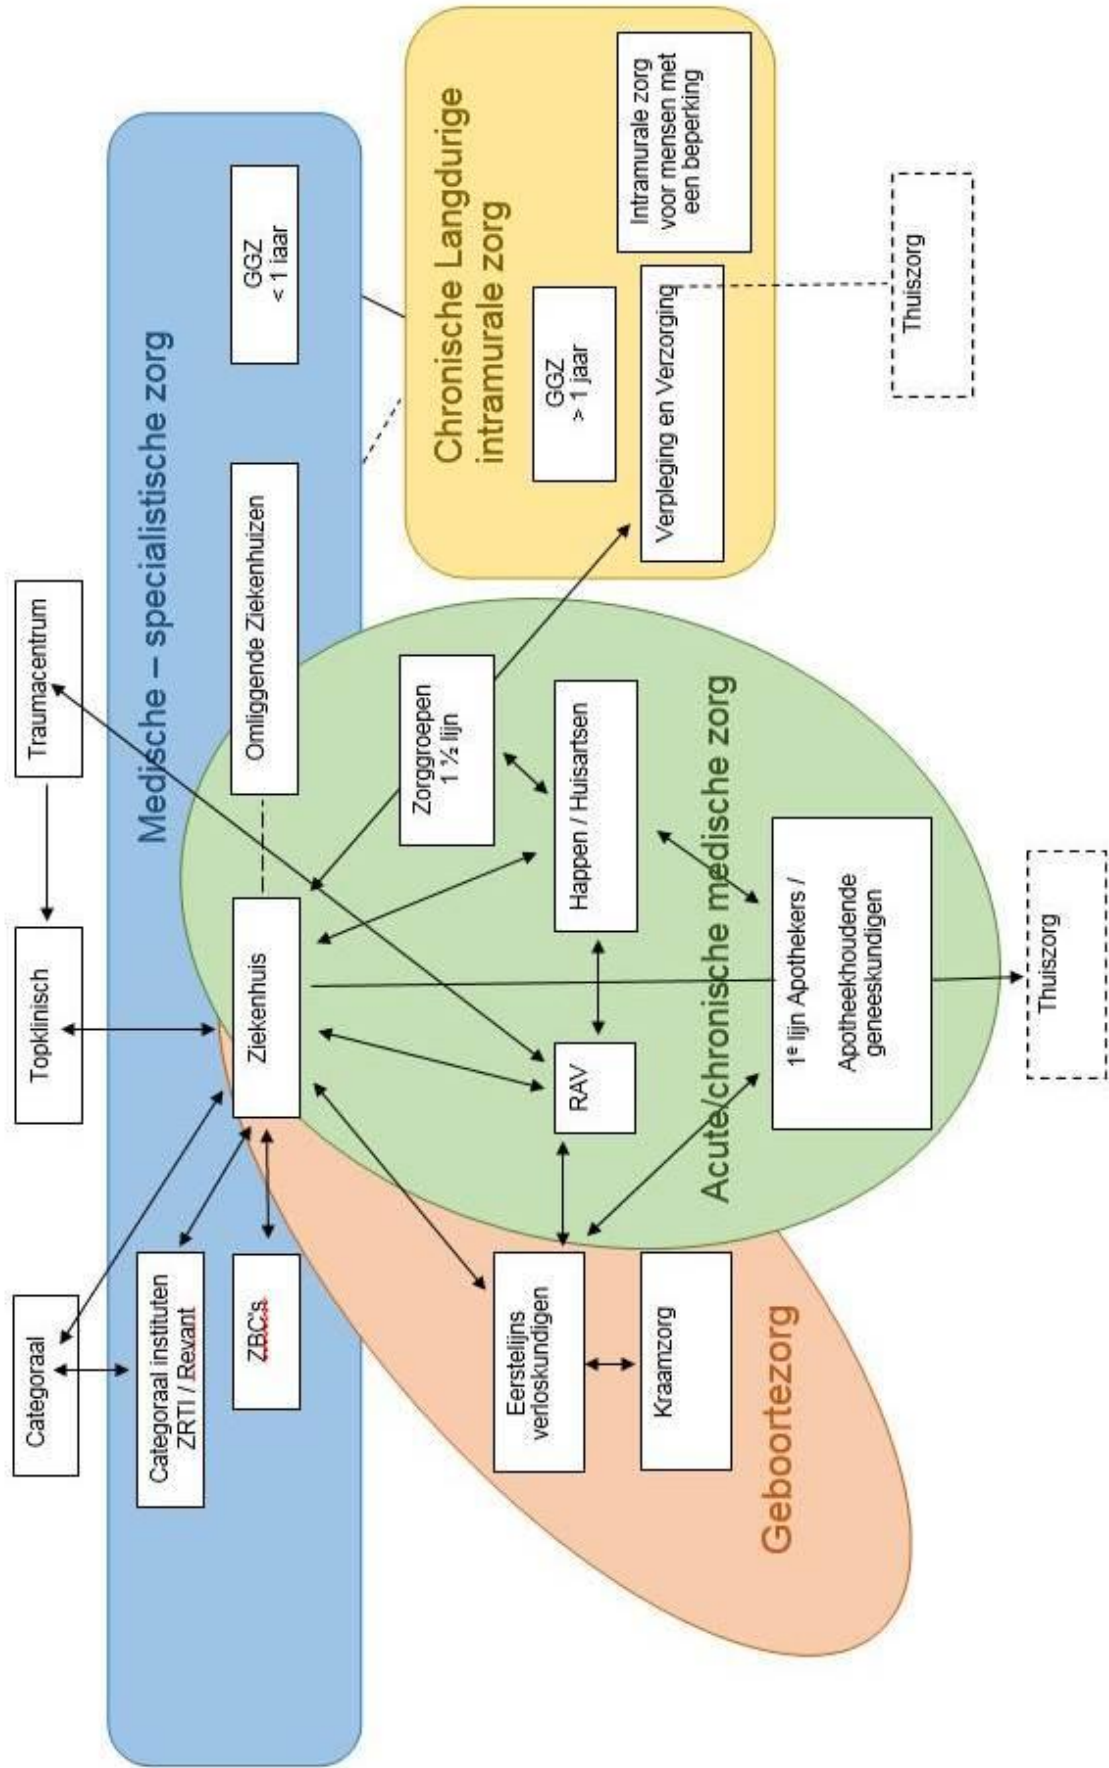 Categoraal
Topklinisch
Traumacentrum
Medische – specialistische zorg
Categoraal instituten
ZRTI / Revant
ZBC's
Ziekenhuis
Omliggende Ziekenhuizen
GGZ
< 1 jaar
Zorggroepen
1 ½ lijn
Eerstelijns
verloskundigen
RAV
Happen / Huisartsen
Kraamzorg
Geboortezorg
Acute/chronische medische zorg
1e lijn Apothekers /
Apotheekhoudende
geneeskundigen
Thuiszorg
Chronische Langdurige
intramurale zorg
GGZ
> 1 jaar
Verpleging en Verzorging
Intramurale zorg
voor mensen met
een beperking
Thuiszorg